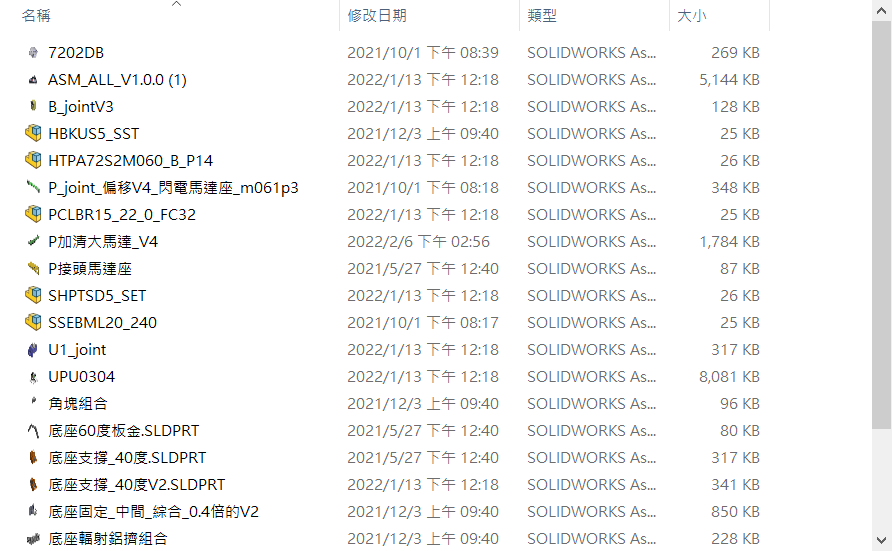 名稱 修改日期 類型 大小
7202DB 2021/10/1 下午 08:39 SOLIDWORKS As... 269 KB
ASM_ALL_V1.0.0 (1) 2022/1/13 下午 12:18 SOLIDWORKS As... 5,144 KB
B_jointV3 2022/1/13 下午 12:18 SOLIDWORKS As... 128 KB
HBKUS5_SST 2021/12/3 上午 09:40 SOLIDWORKS As... 25 KB
HTPA72S2M060_B_P14 2022/1/13 下午 12:18 SOLIDWORKS As... 26 KB
P_joint_偏移V4_閃電馬達座_m061p3 2021/10/1 下午 08:18 SOLIDWORKS As... 348 KB
PCLBR15_22_0_FC32 2022/1/13 下午 12:18 SOLIDWORKS As... 25 KB
P加清大馬達_V4 2022/2/6 下午 02:56 SOLIDWORKS As... 1,784 KB
P接頭馬達座 2021/5/27 下午 12:40 SOLIDWORKS As... 87 KB
SHPTSD5_SET 2022/1/13 下午 12:18 SOLIDWORKS As... 26 KB
SSEBML20_240 2021/10/1 下午 08:17 SOLIDWORKS As... 25 KB
U1_joint 2022/1/13 下午 12:18 SOLIDWORKS As... 317 KB
UPU0304 2022/1/13 下午 12:18 SOLIDWORKS As... 8,081 KB
角塊組合 2021/12/3 上午 09:40 SOLIDWORKS As... 96 KB
底座60度板金.SLDPRT 2021/5/27 下午 12:40 SOLIDWORKS As... 80 KB
底座支撐_40度.SLDPRT 2021/5/27 下午 12:40 SOLIDWORKS As... 317 KB
底座支撐_40度V2.SLDPRT 2022/1/13 下午 12:18 SOLIDWORKS As... 341 KB
底座固定_中間_綜合_0.4倍的V2 2021/12/3 上午 09:40 SOLIDWORKS As... 850 KB
底座輻射鋁擠組合 2021/12/3 上午 09:40 SOLIDWORKS As... 228 KB